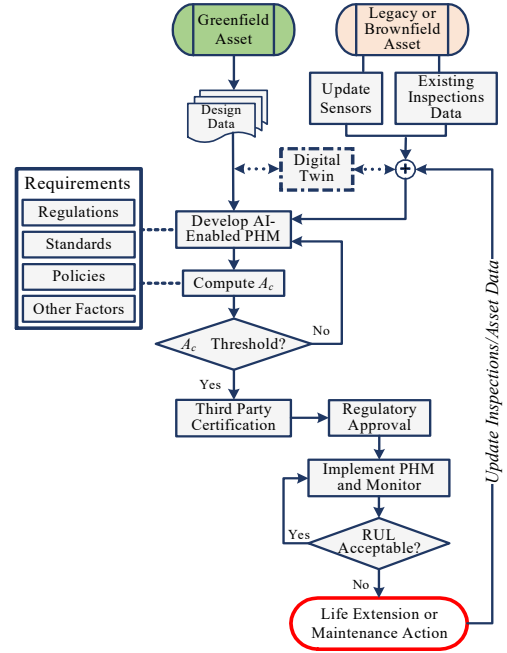 Greenfield
Asset
Legacy or
Brownfield
Asset
Design
Data
Update
Sensors
Existing
Inspections
Data
Digital
Twin
Requirements
Regulations
Standards
Policies
Other Factors
Develop AI-
Enabled PHM
Compute A_c
A_c Threshold?
No
Yes
Third Party
Certification
Regulatory
Approval
Implement PHM
and Monitor
RUL
Acceptable?
Yes
No
Life Extension or
Maintenance Action
Update Inspections/Asset Data